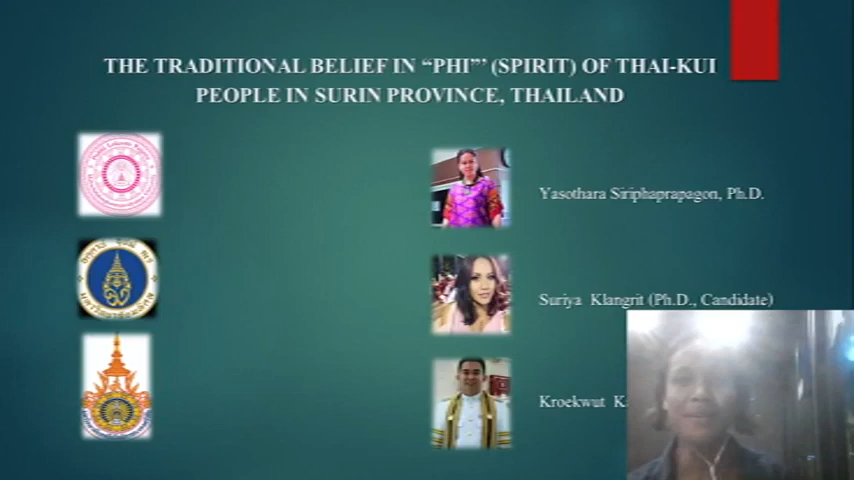 THE TRADITIONAL BELIEF IN “PHI”’ (SPIRIT) OF THAI-KUI
PEOPLE IN SURIN PROVINCE, THAILAND
Yasothara Siriphaprapagon, Ph.D.
Suriya Klangrit (Ph.D., Candidate)
Kroekwut